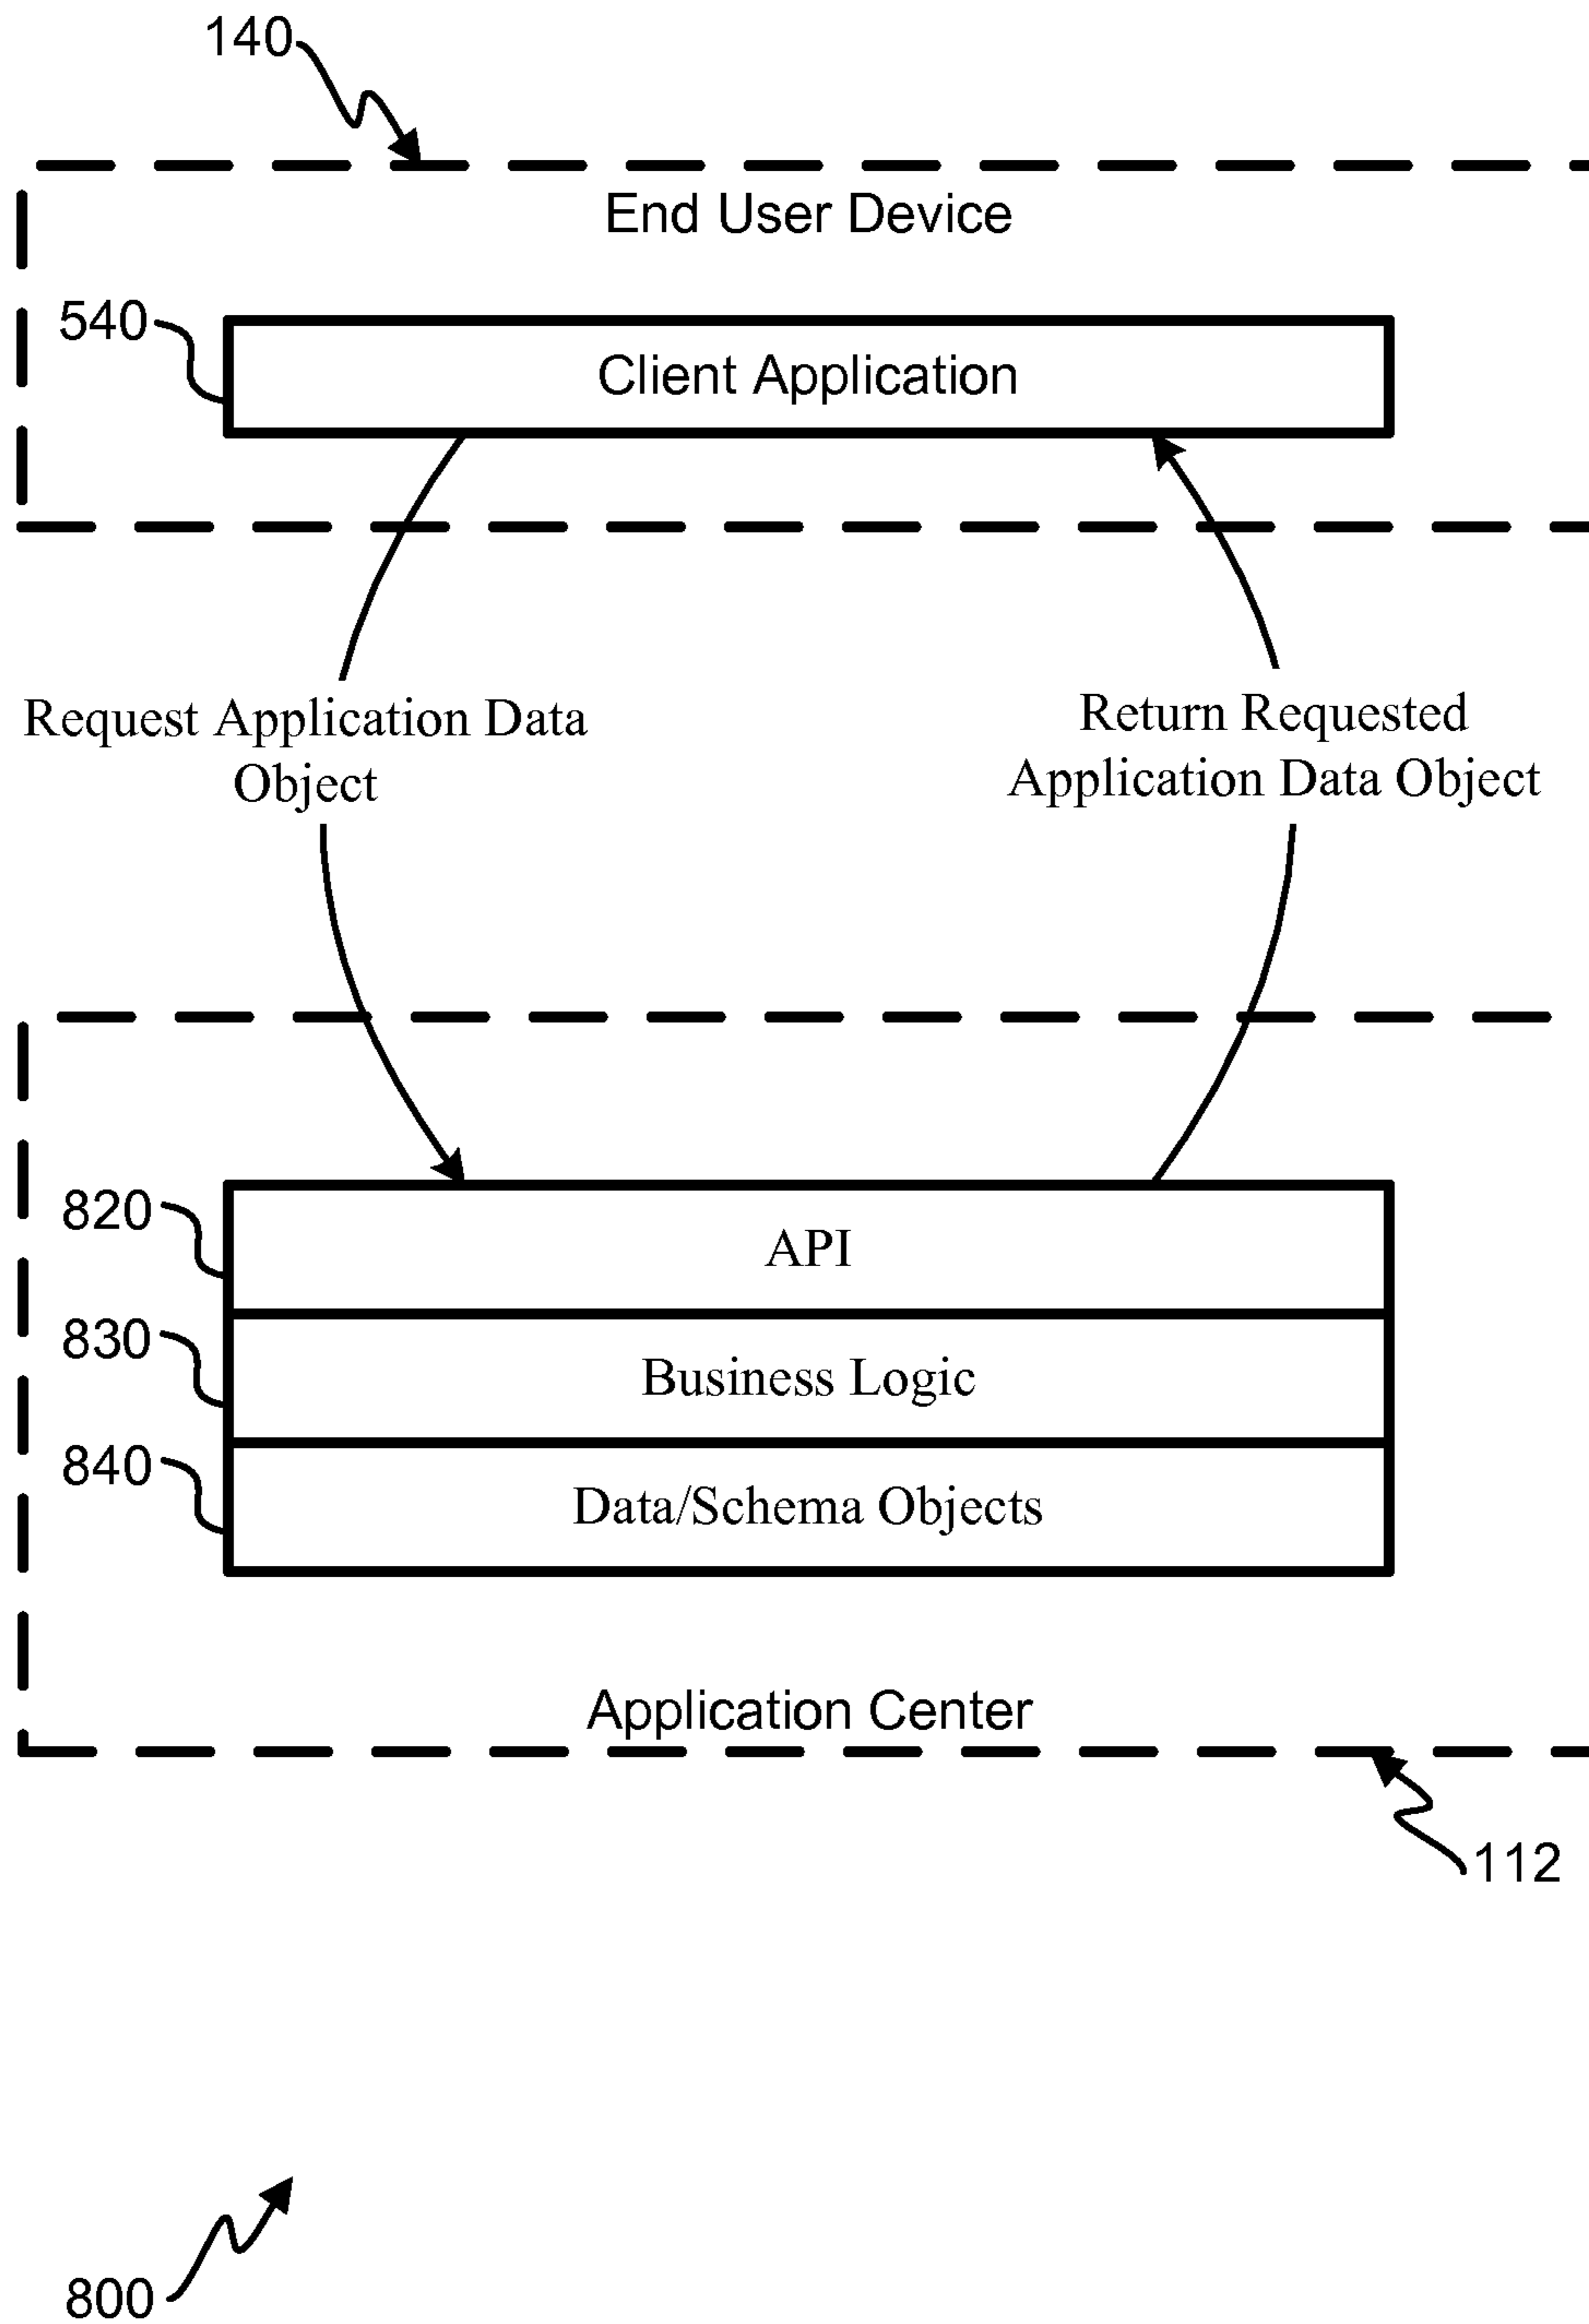 140
End User Device
540
Client Application
Request Application Data
Object
Return Requested
Application Data Object
820
API
830
Business Logic
840
Data/Schema Objects
Application Center
112
800